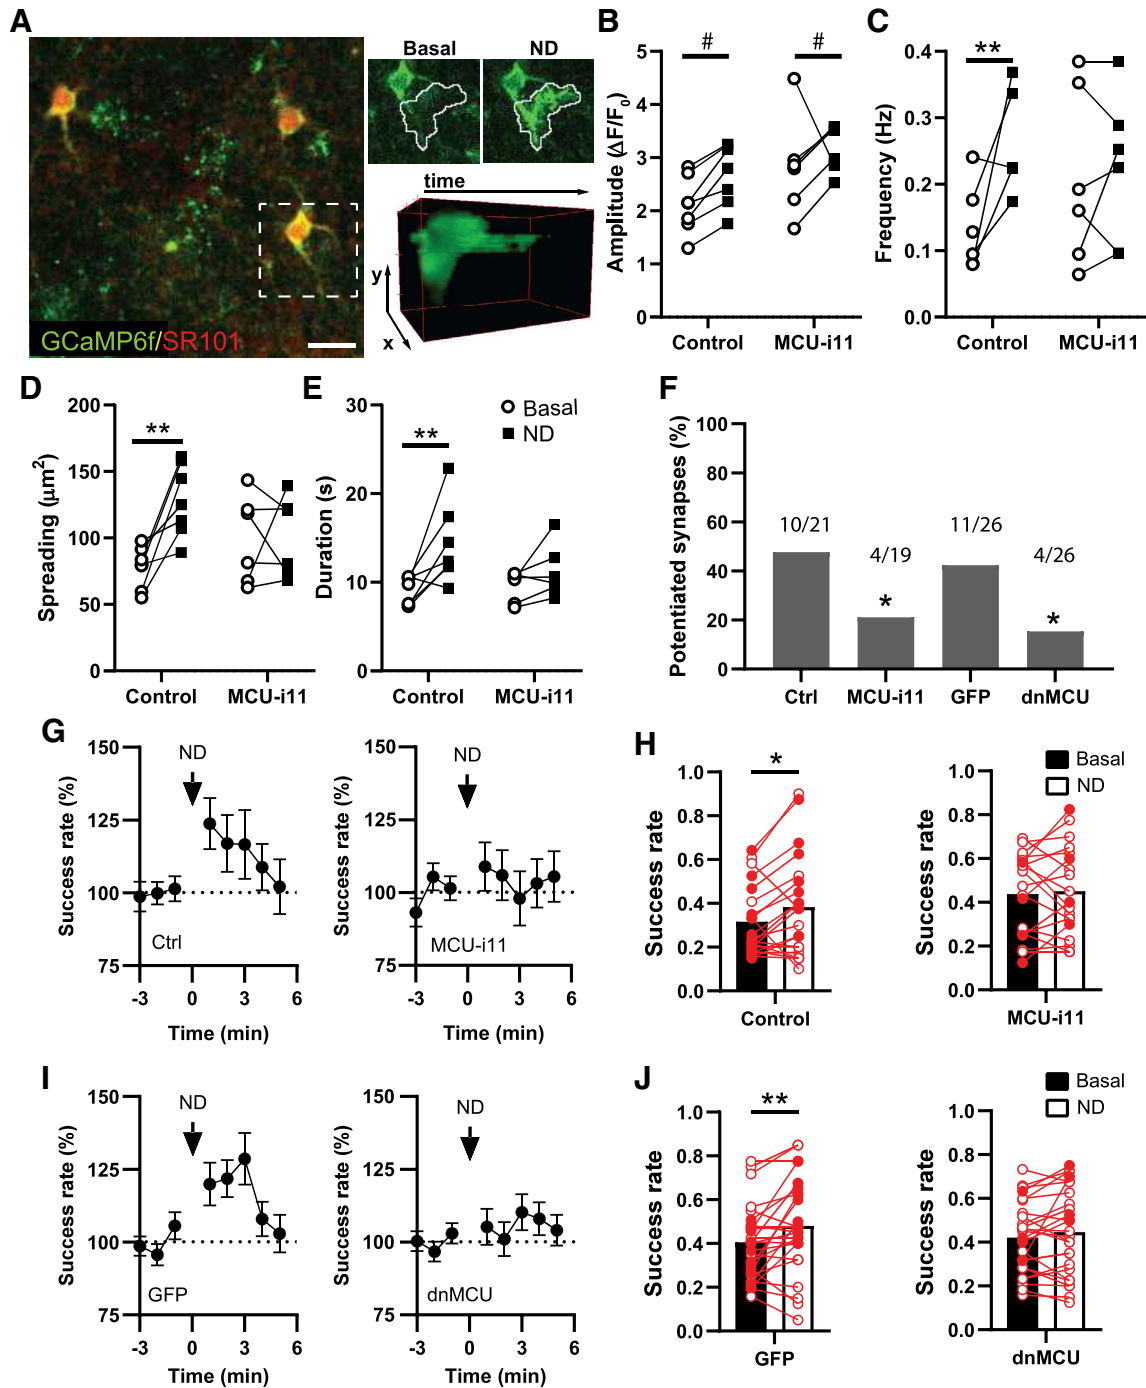 A
Basal
ND
time
y
x
GCaMP6f/SR101
B
#
#
Amplitude (ΔF/F0)
5
4
3
2
1
0
Control
MCU-i11
C
**
Frequency (Hz)
0.4
0.3
0.2
0.1
0.0
Control
MCU-i11
D
**
Spreading (μm2)
200
150
100
50
0
Control
MCU-i11
E
**
Basal
ND
Duration (s)
30
20
10
0
Control
MCU-i11
F
Potentiated synapses (%)
100
80
60
40
20
0
10/21
4/19
11/26
4/26
*
*
Ctrl
MCU-i11
GFP
dnMCU
G
Success rate (%)
150
125
100
75
ND
Ctrl
-3
0
3
6
Time (min)
Success rate (%)
150
125
100
75
ND
MCU-i11
-3
0
3
6
Time (min)
H
*
Success rate
1.0
0.8
0.6
0.4
0.2
0.0
Control
Basal
ND
Success rate
1.0
0.8
0.6
0.4
0.2
0.0
MCU-i11
I
Success rate (%)
150
125
100
75
ND
GFP
-3
0
3
6
Time (min)
Success rate (%)
150
125
100
75
ND
dnMCU
-3
0
3
6
Time (min)
J
**
Success rate
1.0
0.8
0.6
0.4
0.2
0.0
GFP
Basal
ND
Success rate
1.0
0.8
0.6
0.4
0.2
0.0
dnMCU